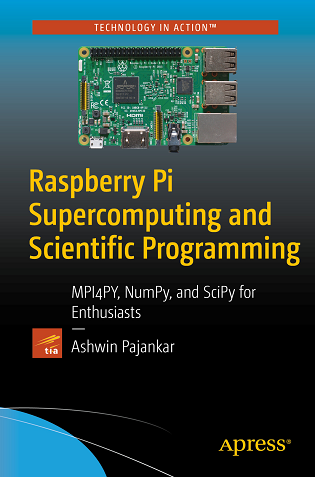 TECHNOLOGY IN ACTION™
HDMI
Raspberry Pi
Supercomputing and
Scientific Programming
MPI4PY, NumPy, and SciPy for
Enthusiasts
tia
Ashwin Pajankar
Apress®